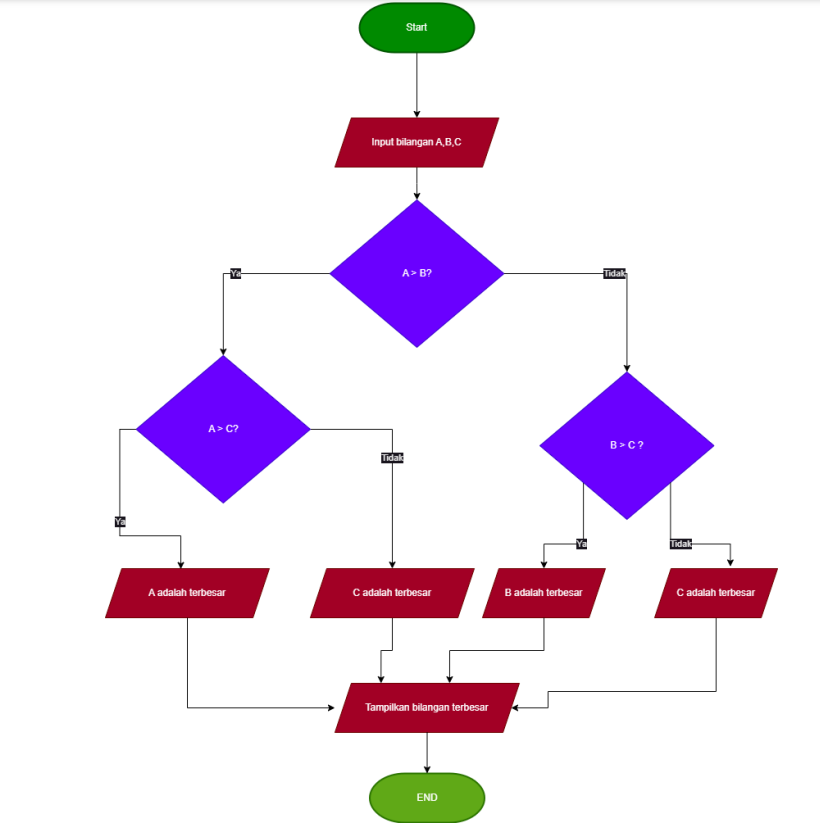 Start
Input bilangan A,B,C
A > B?
Ya
Tidak
A > C?
B > C ?
Ya
Tidak
Ya
Tidak
A adalah terbesar
C adalah terbesar
B adalah terbesar
C adalah terbesar
Tampilkan bilangan terbesar
END